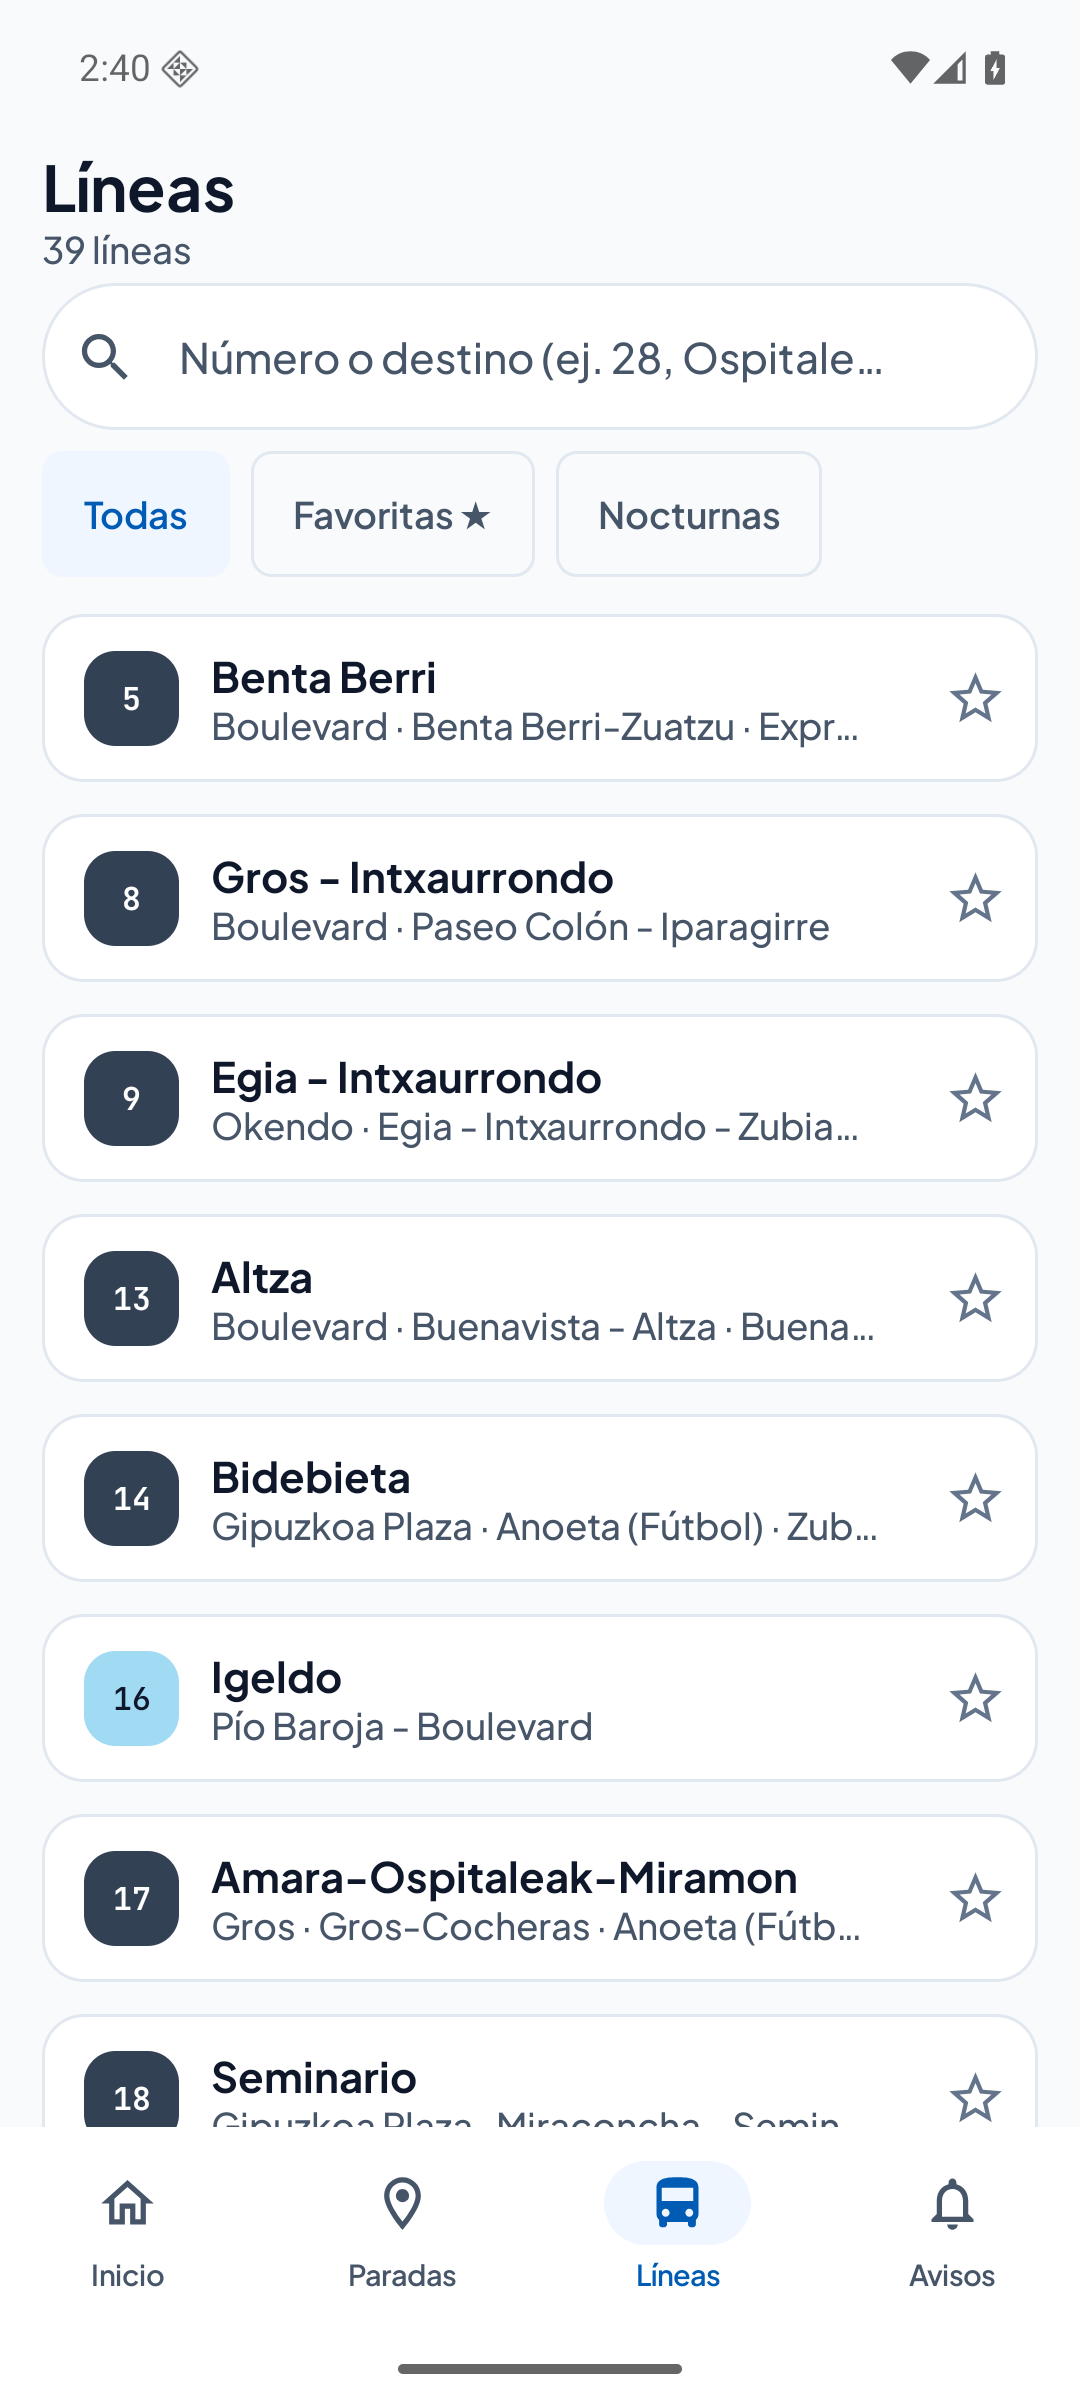 2:40
Líneas
39 líneas
Número o destino (ej. 28, Ospitale...
Todas
Favoritas ★
Nocturnas
5
Benta Berri
Boulevard · Benta Berri-Zuatzu · Expr...
8
Gros - Intxaurrondo
Boulevard · Paseo Colón - Iparagirre
9
Egia - Intxaurrondo
Okendo · Egia - Intxaurrondo - Zubia...
13
Altza
Boulevard · Buenavista - Altza · Buena...
14
Bidebieta
Gipuzkoa Plaza · Anoeta (Fútbol) · Zub...
16
Igeldo
Pío Baroja - Boulevard
17
Amara-Ospitaleak-Miramon
Gros · Gros-Cocheras · Anoeta (Fútb...
18
Seminario
Gipuzkoa Plaza
Inicio
Paradas
Líneas
Avisos